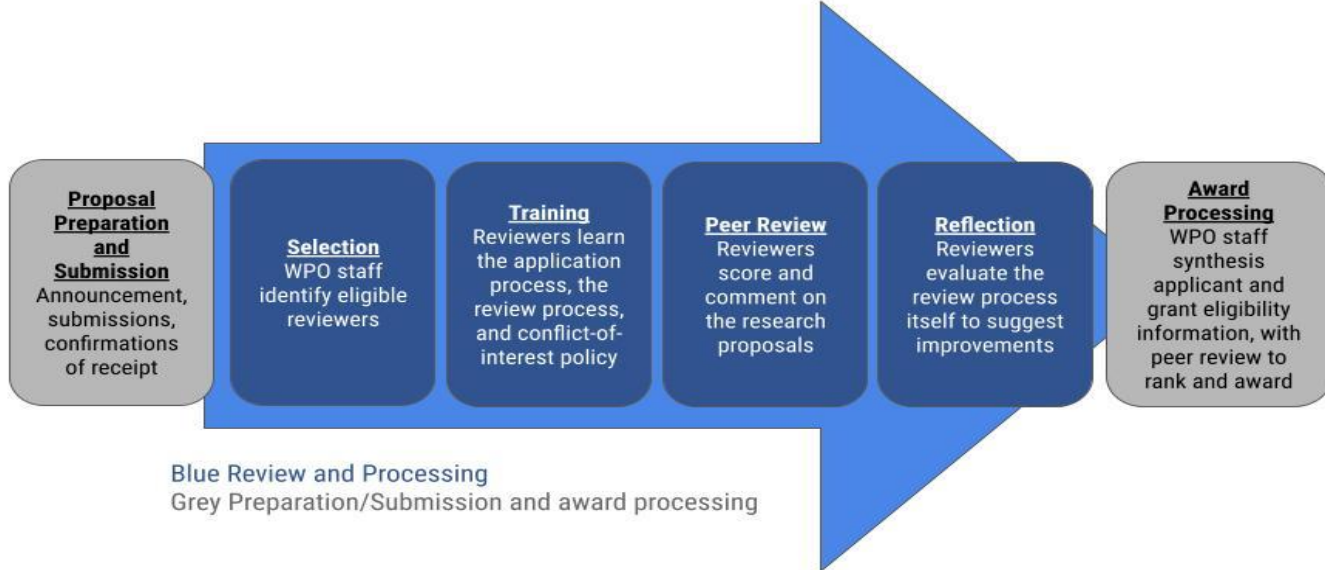 Proposal
Preparation
and
Submission
Announcement,
submissions,
confirmations
of receipt
Selection
WPO staff
identify eligible
reviewers
Training
Reviewers learn
the application
process, the
review process,
and conflict-of-
interest policy
Peer Review
Reviewers
score and
comment on
the research
proposals
Reflection
Reviewers
evaluate the
review process
itself to suggest
improvements
Award
Processing
WPO staff
synthesis
applicant and
grant eligibility
information, with
peer review to
rank and award
Blue Review and Processing
Grey Preparation/Submission and award processing